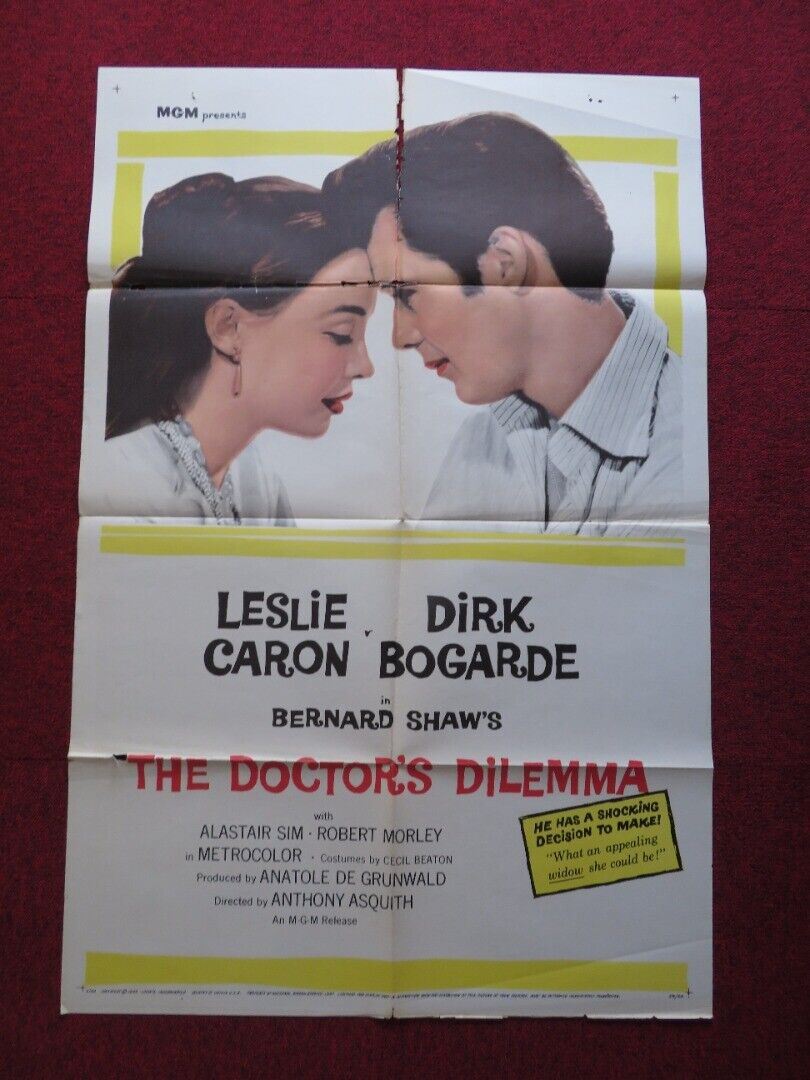 MGM presents
LESLIE DIRK
CARON BOGARDE
in
BERNARD SHAW'S
THE DOCTOR'S DILEMMA
with
ALASTAIR SIM · ROBERT MORLEY
in METROCOLOR · Costumes by CECIL BEATON
Produced by ANATOLE DE GRUNWALD
Directed by ANTHONY ASQUITH
An M-G-M Release
HE HAS A SHOCKING
DECISION TO MAKE!
"What an appealing
widow she could be!"